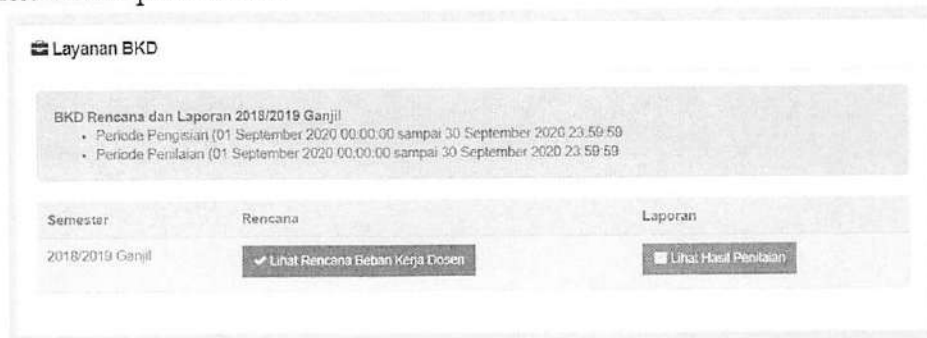 Layanan BKD
BKD Rencana dan Laporan 2018/2019 Ganjil
• Periode Pengisian (01 September 2020 00:00:00 sampai 30 September 2020 23:59:59
• Periode Penilaian (01 September 2020 00:00:00 sampai 30 September 2020 23:59:59
Semester Rencana Laporan
2018/2019 Ganjil Lihat Rencana Beban Kerja Dosen Lihat Hasil Penilaian